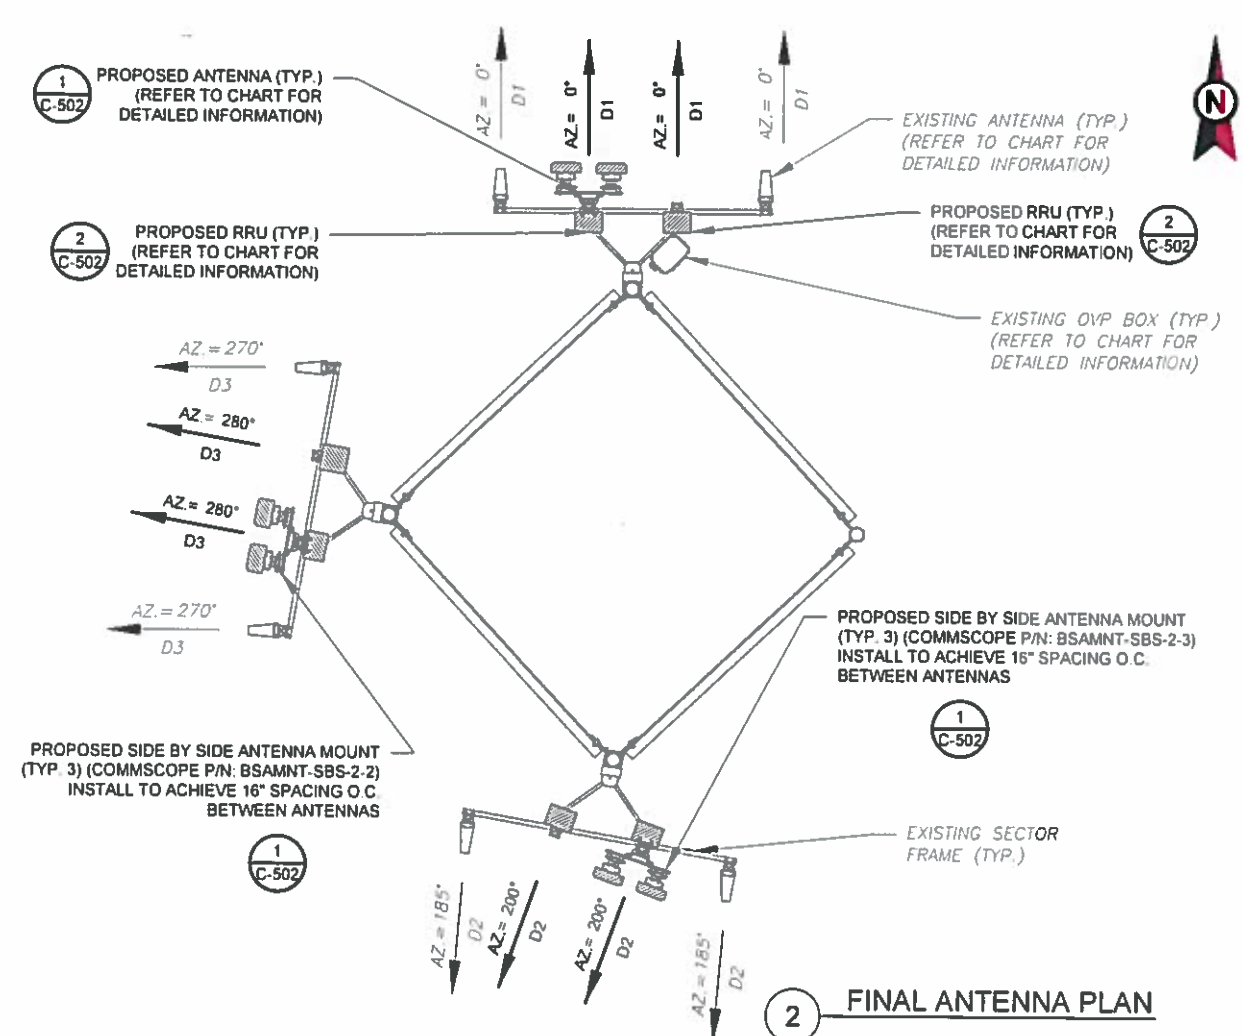 AZ.= 0°
D1
AZ.= 0°
D1
AZ.= 0°
D1
AZ.= 0°
D1
N
1
C-502
PROPOSED ANTENNA (TYP.)
(REFER TO CHART FOR
DETAILED INFORMATION)
EXISTING ANTENNA (TYP.)
(REFER TO CHART FOR
DETAILED INFORMATION)
2
C-502
PROPOSED RRU (TYP.)
(REFER TO CHART FOR
DETAILED INFORMATION)
PROPOSED RRU (TYP.)
(REFER TO CHART FOR
DETAILED INFORMATION)
2
C-502
EXISTING OVP BOX (TYP.)
(REFER TO CHART FOR
DETAILED INFORMATION)
AZ.= 270°
D3
AZ.= 280°
D3
AZ.= 280°
D3
AZ.= 270°
D3
PROPOSED SIDE BY SIDE ANTENNA MOUNT
(TYP. 3) (COMMSCOPE P/N: BSAMNT-SBS-2-3)
INSTALL TO ACHIEVE 16" SPACING O.C.
BETWEEN ANTENNAS
1
C-502
PROPOSED SIDE BY SIDE ANTENNA MOUNT
(TYP. 3) (COMMSCOPE P/N: BSAMNT-SBS-2-2)
INSTALL TO ACHIEVE 16" SPACING O.C.
BETWEEN ANTENNAS
1
C-502
EXISTING SECTOR
FRAME (TYP.)
AZ.= 185°
D2
AZ.= 200°
D2
AZ.= 200°
D2
AZ.= 185°
D2
2
FINAL ANTENNA PLAN